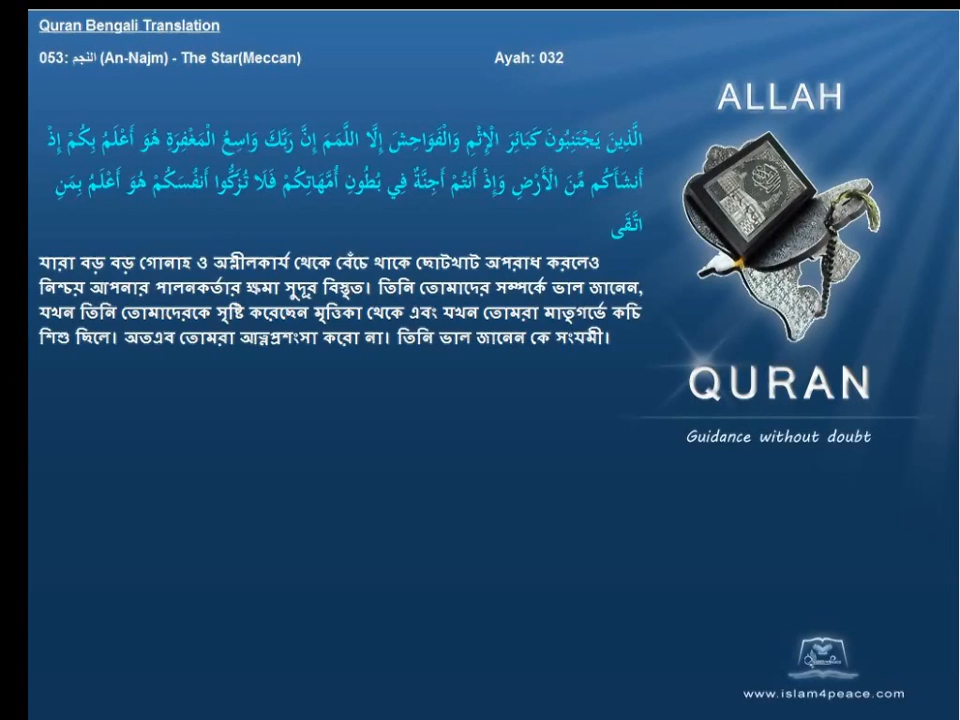 Quran Bengali Translation
053: النجم (An-Najm) - The Star(Meccan) Ayah: 032
ALLAH
الَّذِينَ يَجْتَنِبُونَ كَبَائِرَ الْإِثْمِ وَالْفَوَاحِشَ إِلَّا اللَّمَمَ إِنَّ رَبَّكَ وَاسِعُ الْمَغْفِرَةِ هُوَ أَعْلَمُ بِكُمْ إِذْ
أَنشَأَكُم مِّنَ الْأَرْضِ وَإِذْ أَنتُمْ أَجِنَّةٌ فِي بُطُونِ أُمَّهَاتِكُمْ فَلَا تُزَكُّوا أَنفُسَكُمْ هُوَ أَعْلَمُ بِمَنِ
اتَّقَى
যারা বড় বড় গোনাহ ও অশ্লীলকার্য থেকে বেঁচে থাকে ছোটখাট অপরাধ করলেও
নিশ্চয় আপনার পালনকর্তার ক্ষমা সুদূর বিস্তৃত। তিনি তোমাদের সম্পর্কে ভাল জানেন,
যখন তিনি তোমাদেরকে সৃষ্টি করেছেন মৃত্তিকা থেকে এবং যখন তোমরা মাতৃগর্ভে কচি
শিশু ছিলে। অতএব তোমরা আত্নপ্রশংসা করো না। তিনি ভাল জানেন কে সংযমী।
QURAN
Guidance without doubt
www.islam4peace.com